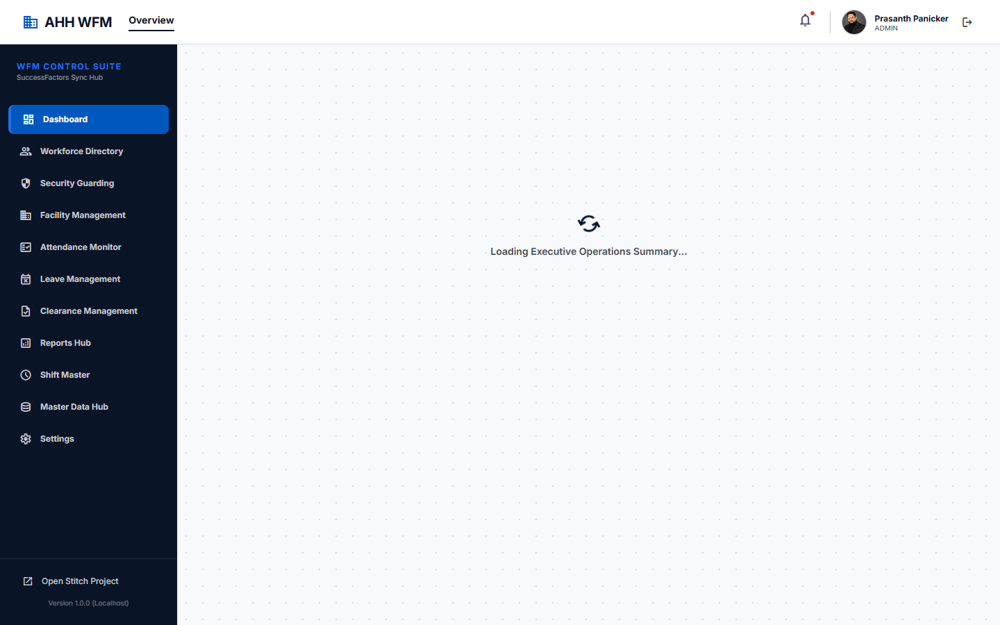 AHH WFM
Overview
Prasanth Panicker
ADMIN
WFM CONTROL SUITE
SuccessFactors Sync Hub
Dashboard
Workforce Directory
Security Guarding
Facility Management
Attendance Monitor
Leave Management
Clearance Management
Reports Hub
Shift Master
Master Data Hub
Settings
Loading Executive Operations Summary...
Open Stitch Project
Version 1.0.0 (Localhost)